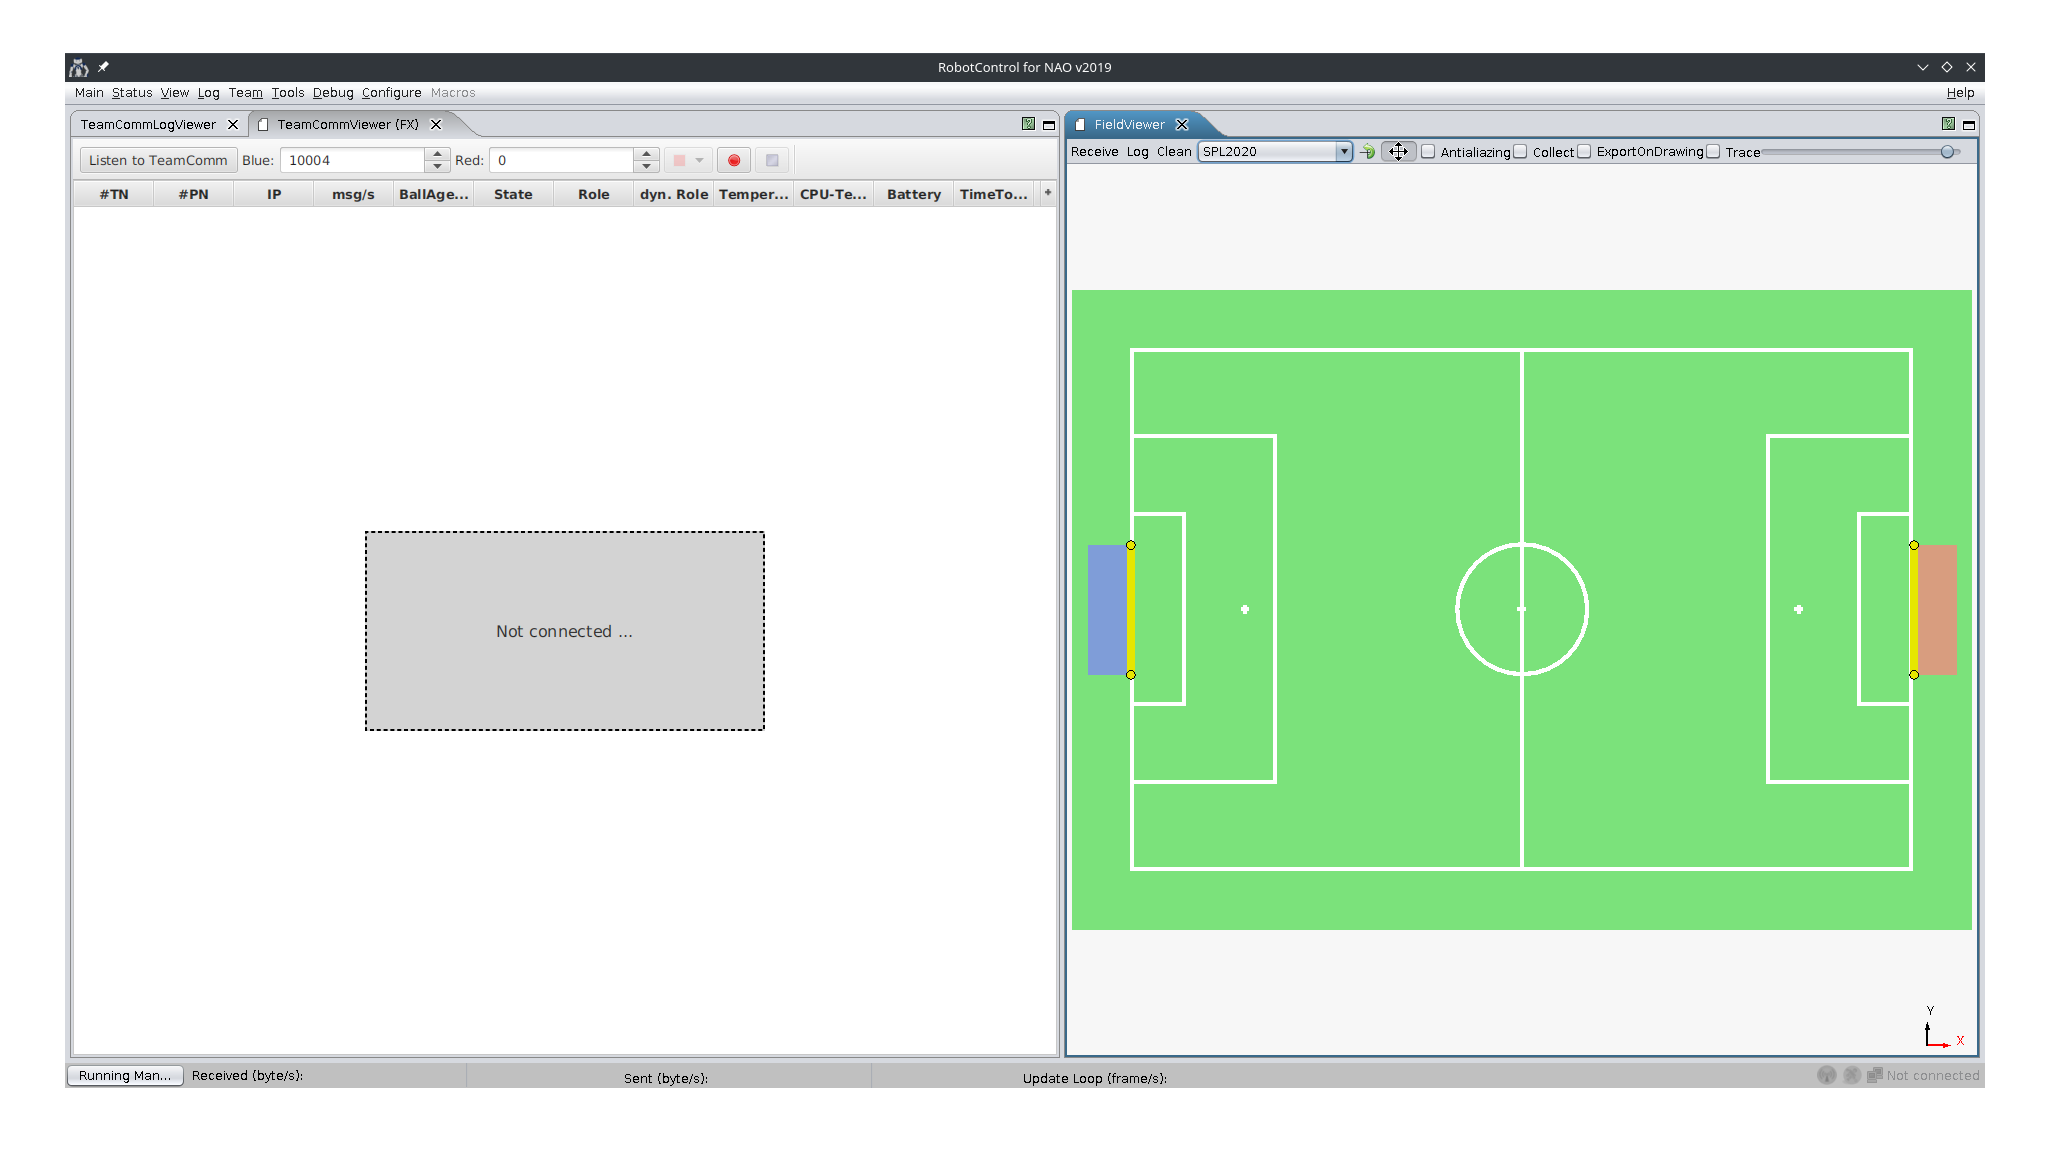 RobotControl for NAO v2019
Main Status View Log Team Tools Debug Configure Macros Help
TeamCommLogViewer TeamCommViewer (FX)
Listen to TeamComm Blue: 10004 Red: 0
#TN #PN IP msg/s BallAge... State Role dyn. Role Temper... CPU-Te... Battery TimeTo... +
Not connected ...
FieldViewer
Receive Log Clean SPL2020 Antializing Collect ExportOnDrawing Trace
Y
X
Running Man... Received (byte/s): Sent (byte/s): Update Loop (frame/s): Not connected